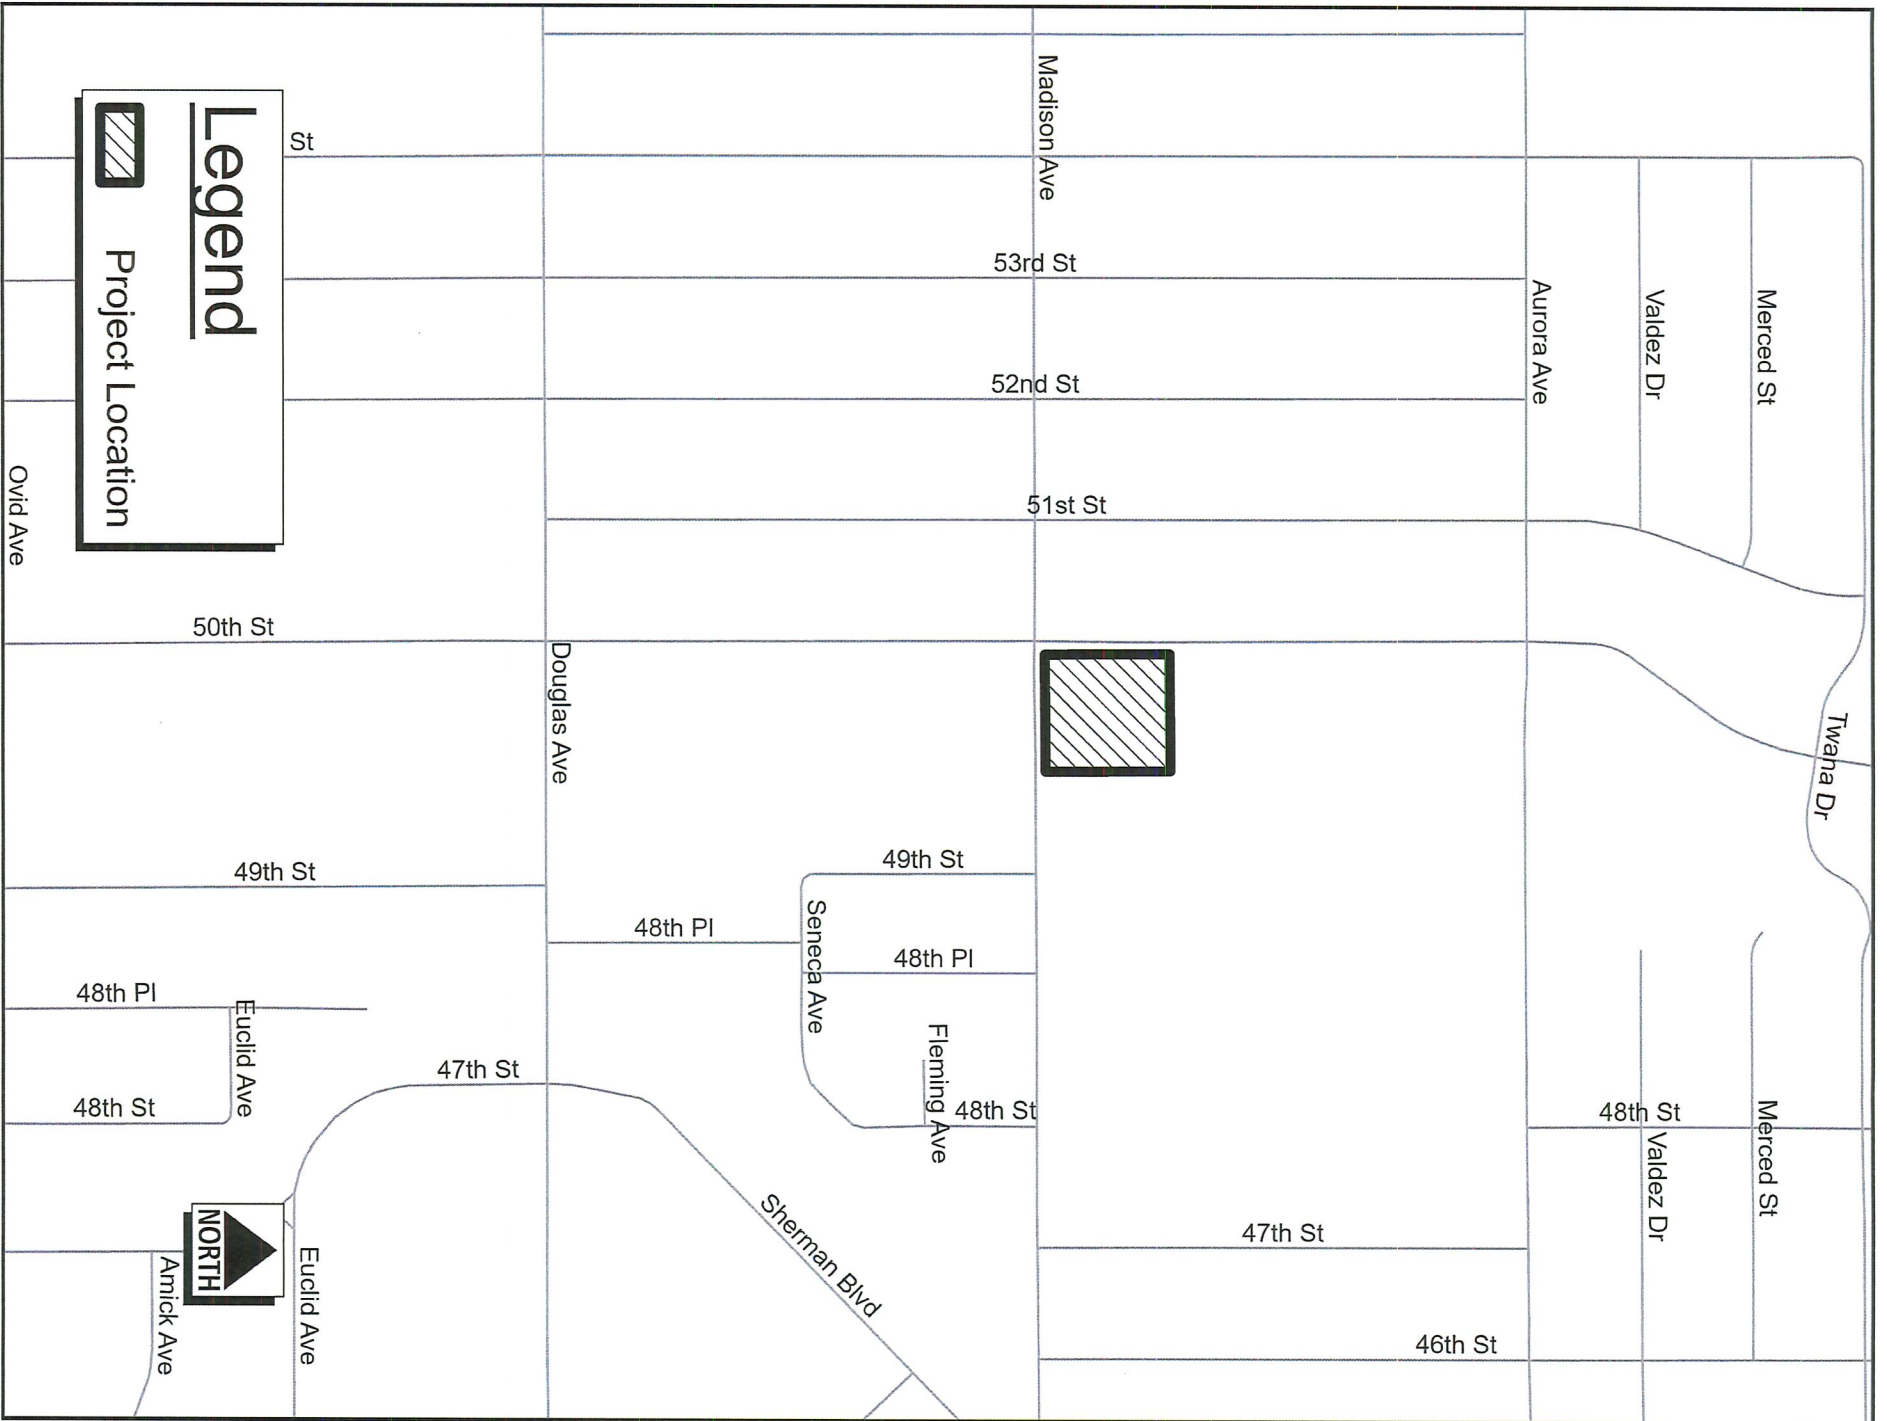 Madison Ave
St
Legend
Project Location
53rd St
Aurora Ave
Valdez Dr
Merced St
52nd St
Ovid Ave
51st St
50th St
Douglas Ave
Twana Dr
49th St
49th St
Seneca Ave
48th Pl
48th Pl
48th Pl
Euclid Ave
Fleming Ave
47th St
48th St
48th St
48th St
Merced St
Valdez Dr
Sherman Blvd
NORTH
47th St
Euclid Ave
Amick Ave
46th St